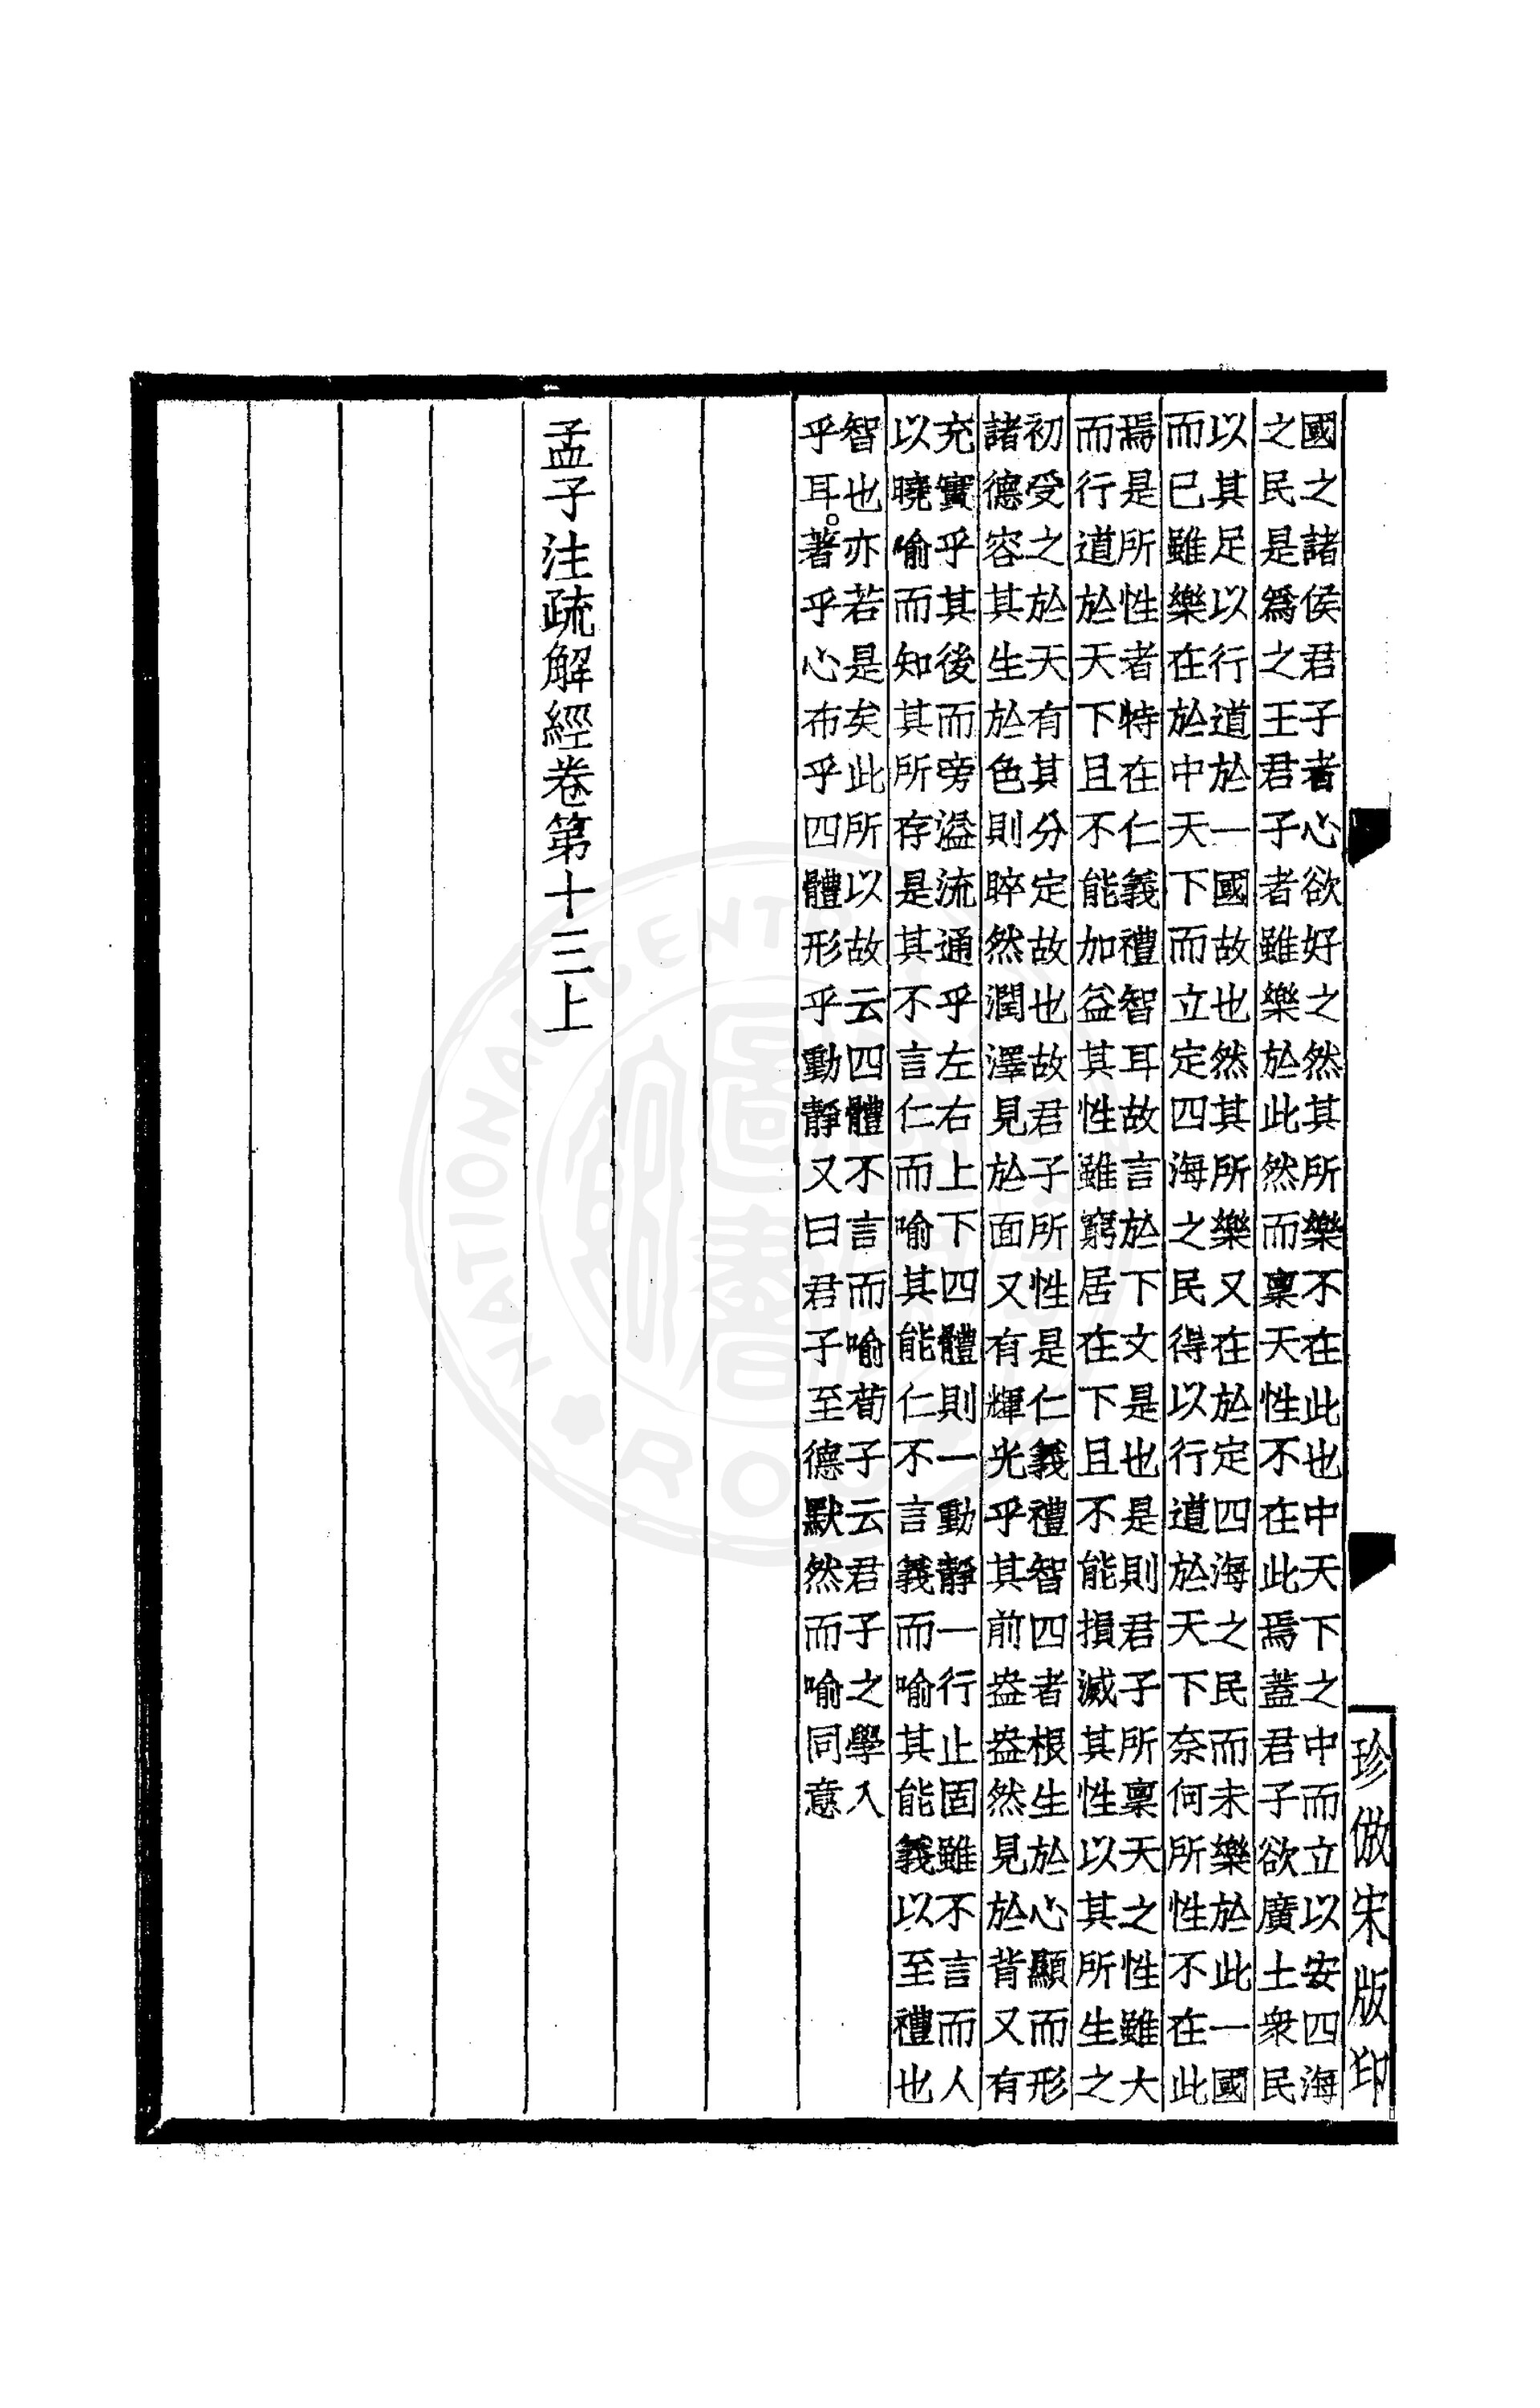 國之諸侯君子者心欲好之然其所樂不在此也中天下之中而立以安四海
之民是爲之王君子者雖樂於此然而稟天性不在此焉蓋君子欲廣土衆民
以其足以行道於一國故也然其所樂又在於定四海之民而未樂於此一國
而已雖樂在於中天下而立定四海之民得以行道於天下奈何所性不在此
焉是所性者特在仁義禮智耳故言於下文是也是則君子所稟天之性雖大
而行道於天下且不能加益其性雖窮居在下且不能損滅其性以其所生之
初受之於天有其分定故也故君子所性是仁義禮智四者根生於心顯而形
諸德容其生於色則睟然潤澤見於面又有輝光乎其前盎盎然見於背又有
充實乎其後而旁溢流通乎左右上下四體則一動靜一行止固雖不言而人
以曉喻而知其所存是其不言仁而喻其能仁不言義而喻其能義以至禮也
智也亦若是矣此所以故云四體不言而喻荀子云君子之學入
乎耳。著乎心布乎四體形乎動靜又曰君子至德默然而喻同意
孟子注疏解經卷第十三上
珍倣宋版印
NATIONAL CENT
ROC